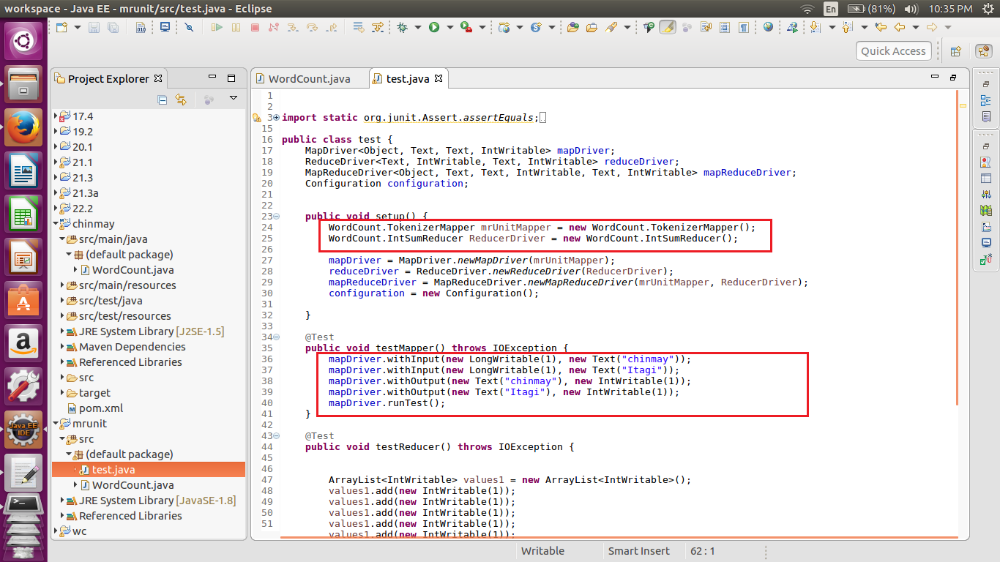 workspace - Java EE - mrunit/src/test.java - Eclipse
En
(81%)
10:35 PM
Quick Access
Project Explorer
WordCount.java
test.java
17.4
19.2
20.1
21.1
21.3
21.3a
22.2
chinmay
src/main/java
(default package)
WordCount.java
src/main/resources
src/test/java
src/test/resources
JRE System Library [J2SE-1.5]
Maven Dependencies
Referenced Libraries
src
target
pom.xml
mrunit
src
(default package)
test.java
WordCount.java
JRE System Library [JavaSE-1.8]
Referenced Libraries
wc
Java EE
IDE
1
2
3 import static org.junit.Assert.assertEquals;
15
16 public class test {
17 MapDriver<Object, Text, Text, IntWritable> mapDriver;
18 ReduceDriver<Text, IntWritable, Text, IntWritable> reduceDriver;
19 MapReduceDriver<Object, Text, Text, IntWritable, Text, IntWritable> mapReduceDriver;
20 Configuration configuration;
21
22
23 public void setup() {
24 WordCount.TokenizerMapper mrUnitMapper = new WordCount.TokenizerMapper();
25 WordCount.IntSumReducer ReducerDriver = new WordCount.IntSumReducer();
26
27 mapDriver = MapDriver.newMapDriver(mrUnitMapper);
28 reduceDriver = ReduceDriver.newReduceDriver(ReducerDriver);
29 mapReduceDriver = MapReduceDriver.newMapReduceDriver(mrUnitMapper, ReducerDriver);
30 configuration = new Configuration();
31
32 }
33
34 @Test
35 public void testMapper() throws IOException {
36 mapDriver.withInput(new LongWritable(1), new Text("chinmay"));
37 mapDriver.withInput(new LongWritable(1), new Text("Itagi"));
38 mapDriver.withOutput(new Text("chinmay"), new IntWritable(1));
39 mapDriver.withOutput(new Text("Itagi"), new IntWritable(1));
40 mapDriver.runTest();
41 }
42
43 @Test
44 public void testReducer() throws IOException {
45
46
47 ArrayList<IntWritable> values1 = new ArrayList<IntWritable>();
48 values1.add(new IntWritable(1));
49 values1.add(new IntWritable(1));
50 values1.add(new IntWritable(1));
51 values1.add(new IntWritable(1));
values1.add(new IntWritable(1));
Writable
Smart Insert
62 : 1